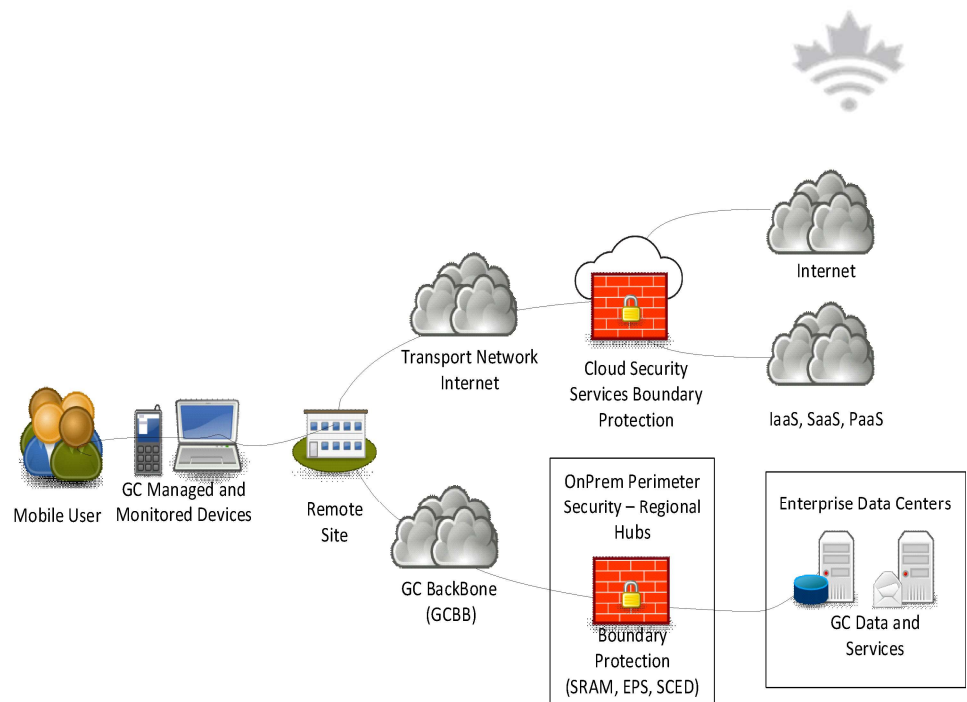 Internet
Transport Network
Internet
Cloud Security
Services Boundary
Protection
IaaS, SaaS, PaaS
Mobile User
GC Managed and
Monitored Devices
Remote
Site
GC BackBone
(GCBB)
OnPrem Perimeter
Security – Regional
Hubs
Boundary
Protection
(SRAM, EPS, SCED)
Enterprise Data Centers
GC Data and
Services